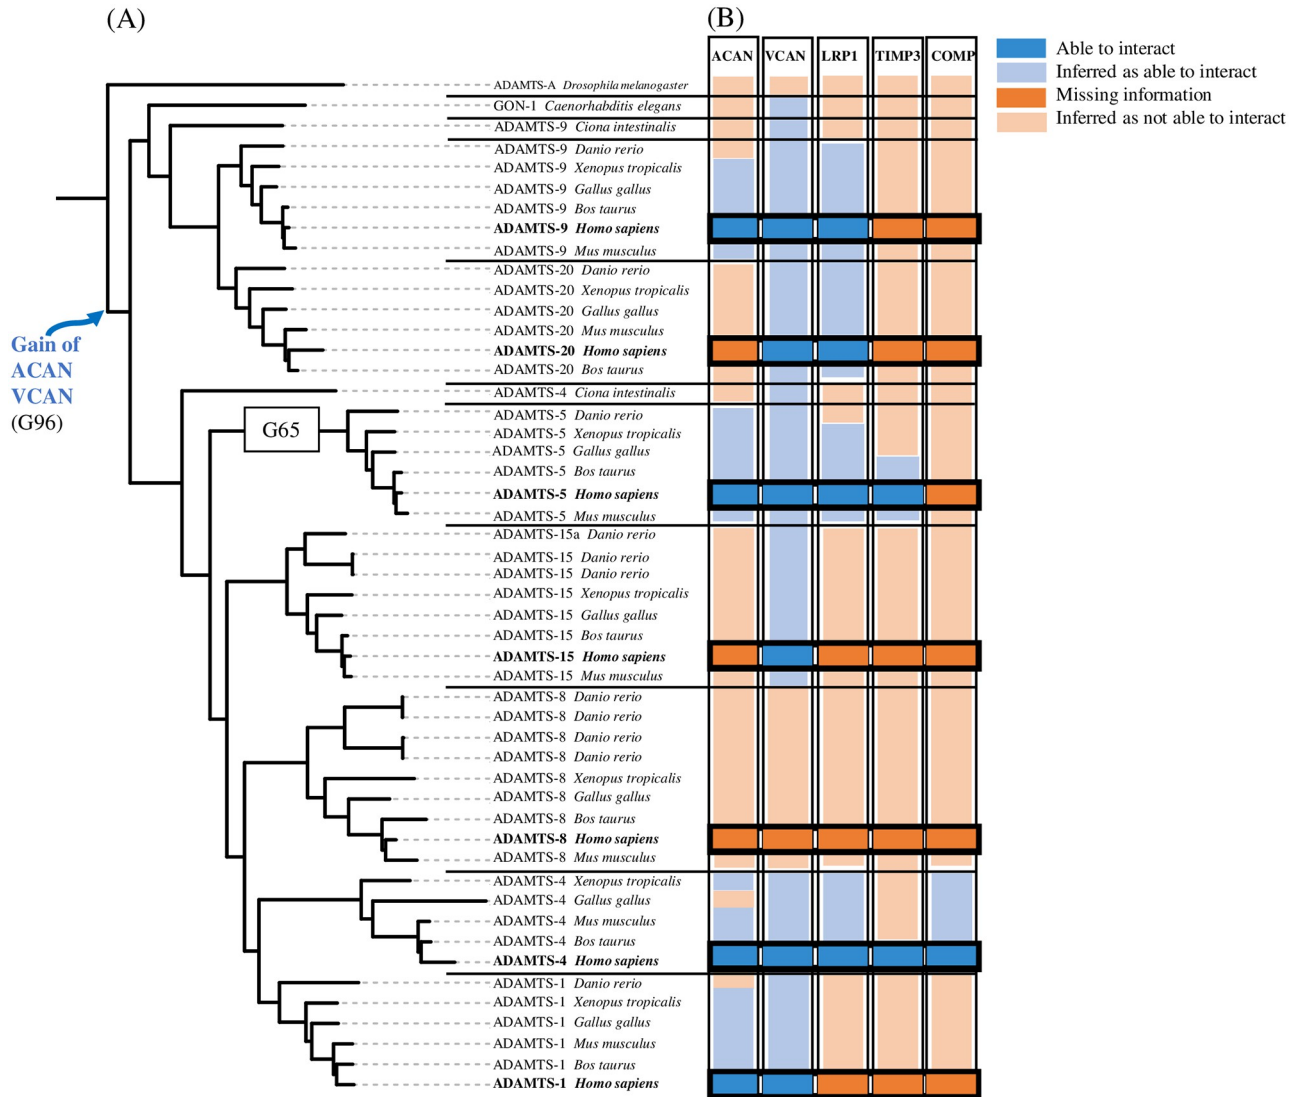 (A)
(B)
ACAN VCAN LRP1 TIMP3 COMP
Able to interact
Inferred as able to interact
Missing information
Inferred as not able to interact
ADAMTS-A Drosophila melanogaster
GON-1 Caenorhabditis elegans
ADAMTS-9 Ciona intestinalis
ADAMTS-9 Danio rerio
ADAMTS-9 Xenopus tropicalis
ADAMTS-9 Gallus gallus
ADAMTS-9 Bos taurus
ADAMTS-9 Homo sapiens
ADAMTS-9 Mus musculus
ADAMTS-20 Danio rerio
ADAMTS-20 Xenopus tropicalis
ADAMTS-20 Gallus gallus
ADAMTS-20 Mus musculus
ADAMTS-20 Homo sapiens
ADAMTS-20 Bos taurus
Gain of
ACAN
VCAN
(G96)
ADAMTS-4 Ciona intestinalis
G65
ADAMTS-5 Danio rerio
ADAMTS-5 Xenopus tropicalis
ADAMTS-5 Gallus gallus
ADAMTS-5 Bos taurus
ADAMTS-5 Homo sapiens
ADAMTS-5 Mus musculus
ADAMTS-15a Danio rerio
ADAMTS-15 Danio rerio
ADAMTS-15 Danio rerio
ADAMTS-15 Xenopus tropicalis
ADAMTS-15 Gallus gallus
ADAMTS-15 Bos taurus
ADAMTS-15 Homo sapiens
ADAMTS-15 Mus musculus
ADAMTS-8 Danio rerio
ADAMTS-8 Danio rerio
ADAMTS-8 Danio rerio
ADAMTS-8 Danio rerio
ADAMTS-8 Xenopus tropicalis
ADAMTS-8 Gallus gallus
ADAMTS-8 Bos taurus
ADAMTS-8 Homo sapiens
ADAMTS-8 Mus musculus
ADAMTS-4 Xenopus tropicalis
ADAMTS-4 Gallus gallus
ADAMTS-4 Mus musculus
ADAMTS-4 Bos taurus
ADAMTS-4 Homo sapiens
ADAMTS-1 Danio rerio
ADAMTS-1 Xenopus tropicalis
ADAMTS-1 Gallus gallus
ADAMTS-1 Mus musculus
ADAMTS-1 Bos taurus
ADAMTS-1 Homo sapiens